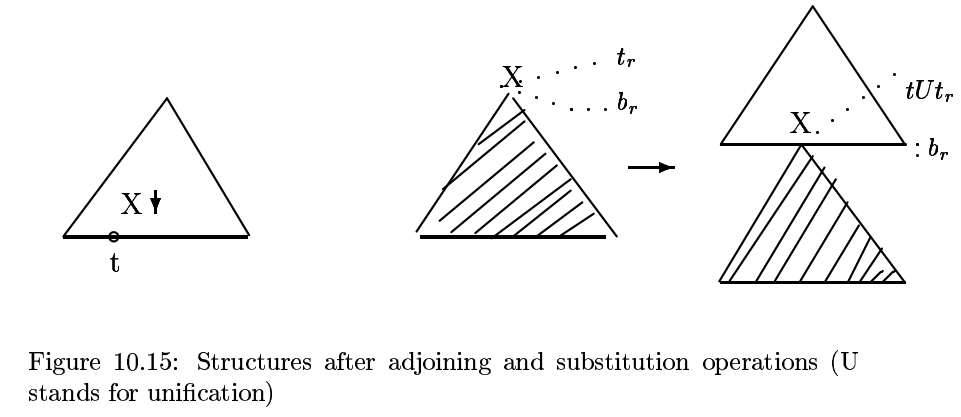 X
t
X
t_r
b_r
X
tUt_r
: b_r
Figure 10.15: Structures after adjoining and substitution operations (U
stands for unification)